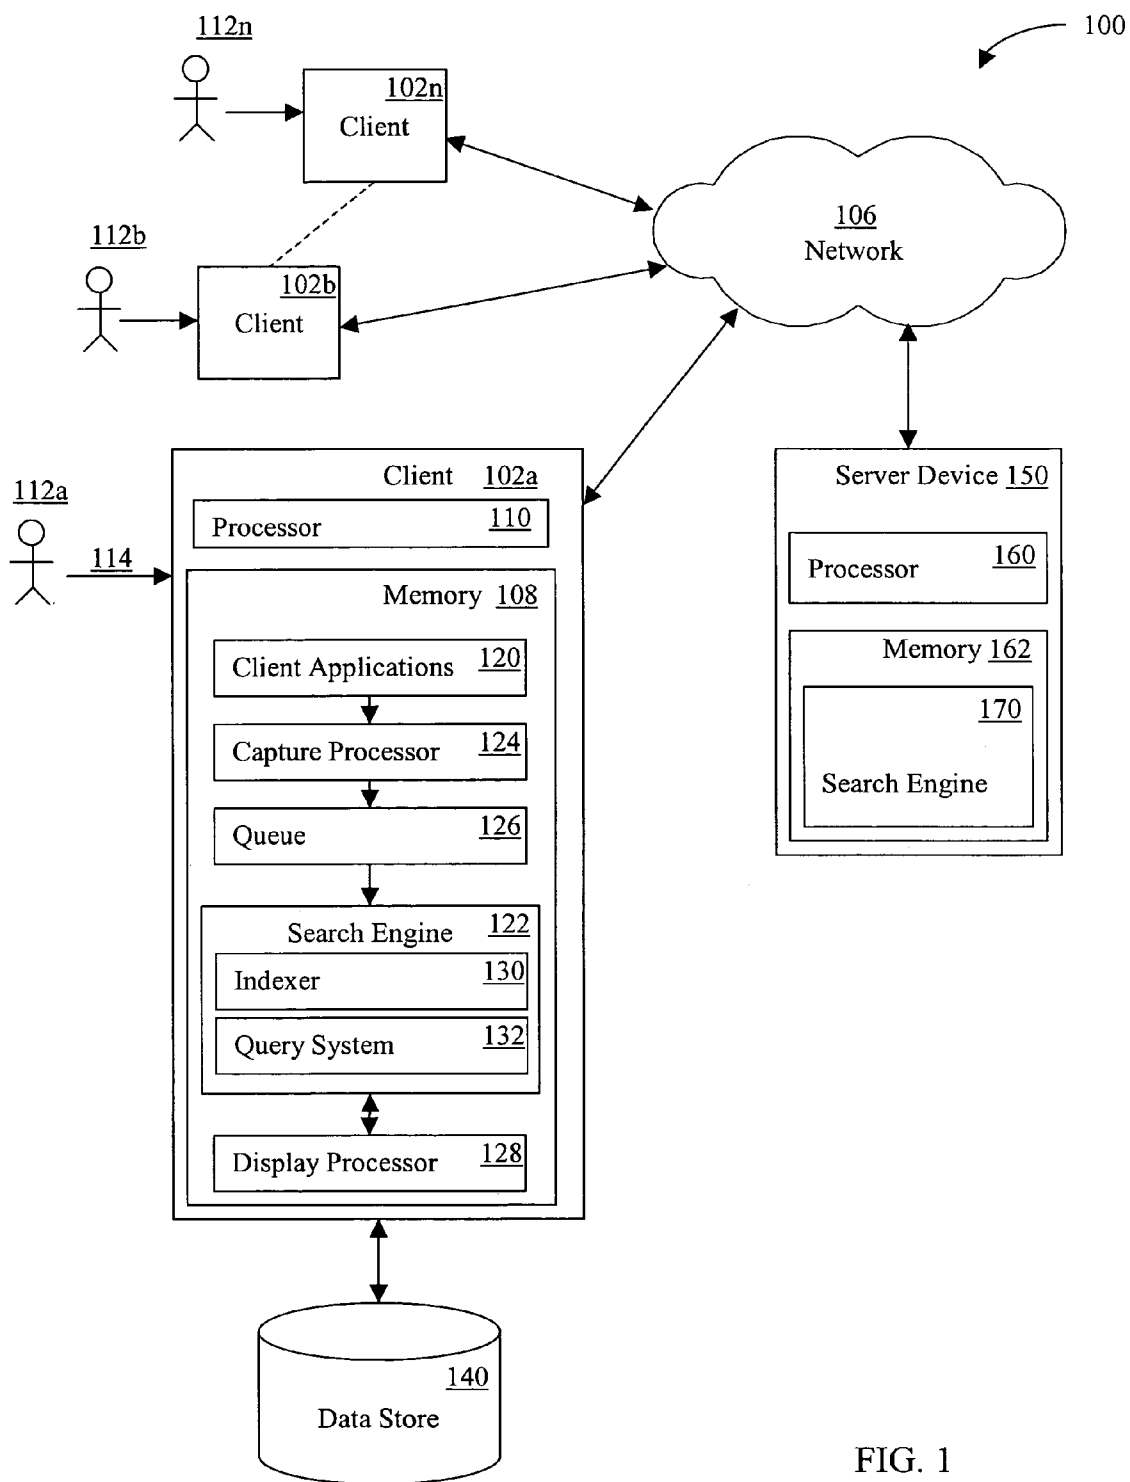 112n
100
102n
Client
112b
102b
Client
106
Network
Client 102a
112a
Processor 110
114
Memory 108
Client Applications 120
Capture Processor 124
Queue 126
Search Engine 122
Indexer 130
Query System 132
Display Processor 128
Server Device 150
Processor 160
Memory 162
170
Search Engine
140
Data Store
FIG. 1